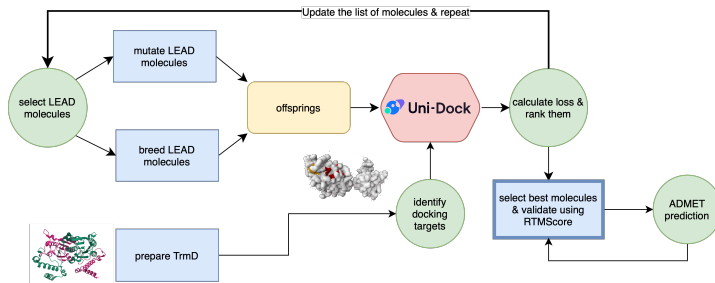 Update the list of molecules & repeat
mutate LEAD
molecules
select LEAD
molecules
offsprings
Uni-Dock
calculate loss &
rank them
breed LEAD
molecules
identify
docking
targets
select best molecules
& validate using
RTMScore
ADMET
prediction
prepare TrmD